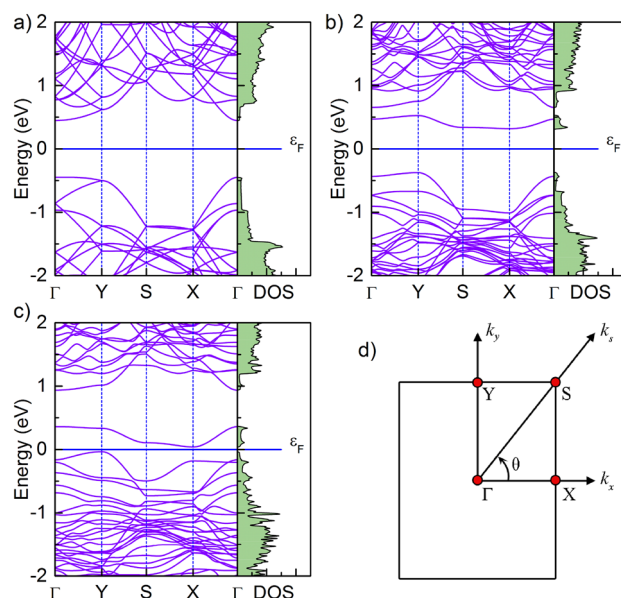 a)
2
1
0
-1
-2
Energy (eV)
ε_F
Γ Y S X Γ DOS
b)
2
1
0
-1
-2
Energy (eV)
ε_F
Γ Y S X Γ DOS
c)
2
1
0
-1
-2
Energy (eV)
ε_F
Γ Y S X Γ DOS
d)
k_y
k_s
Y
S
θ
Γ
X
k_x